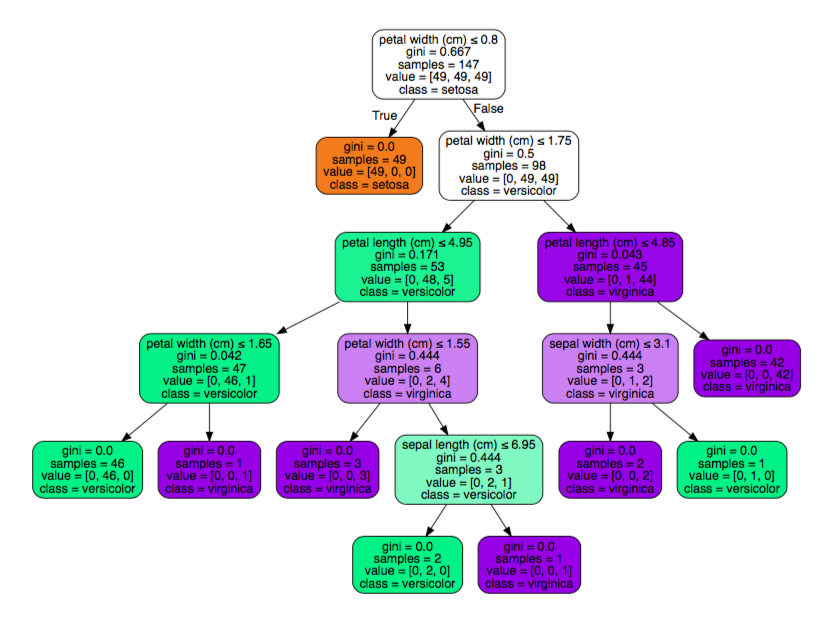 petal width (cm) ≤ 0.8
gini = 0.667
samples = 147
value = [49, 49, 49]
class = setosa
True
False
gini = 0.0
samples = 49
value = [49, 0, 0]
class = setosa
petal width (cm) ≤ 1.75
gini = 0.5
samples = 98
value = [0, 49, 49]
class = versicolor
petal length (cm) ≤ 4.95
gini = 0.171
samples = 53
value = [0, 48, 5]
class = versicolor
petal length (cm) ≤ 4.85
gini = 0.043
samples = 45
value = [0, 1, 44]
class = virginica
petal width (cm) ≤ 1.65
gini = 0.042
samples = 47
value = [0, 46, 1]
class = versicolor
petal width (cm) ≤ 1.55
gini = 0.444
samples = 6
value = [0, 2, 4]
class = virginica
sepal width (cm) ≤ 3.1
gini = 0.444
samples = 3
value = [0, 1, 2]
class = virginica
gini = 0.0
samples = 42
value = [0, 0, 42]
class = virginica
gini = 0.0
samples = 46
value = [0, 46, 0]
class = versicolor
gini = 0.0
samples = 1
value = [0, 0, 1]
class = virginica
gini = 0.0
samples = 3
value = [0, 0, 3]
class = virginica
sepal length (cm) ≤ 6.95
gini = 0.444
samples = 3
value = [0, 2, 1]
class = versicolor
gini = 0.0
samples = 2
value = [0, 0, 2]
class = virginica
gini = 0.0
samples = 1
value = [0, 1, 0]
class = versicolor
gini = 0.0
samples = 2
value = [0, 2, 0]
class = versicolor
gini = 0.0
samples = 1
value = [0, 0, 1]
class = virginica